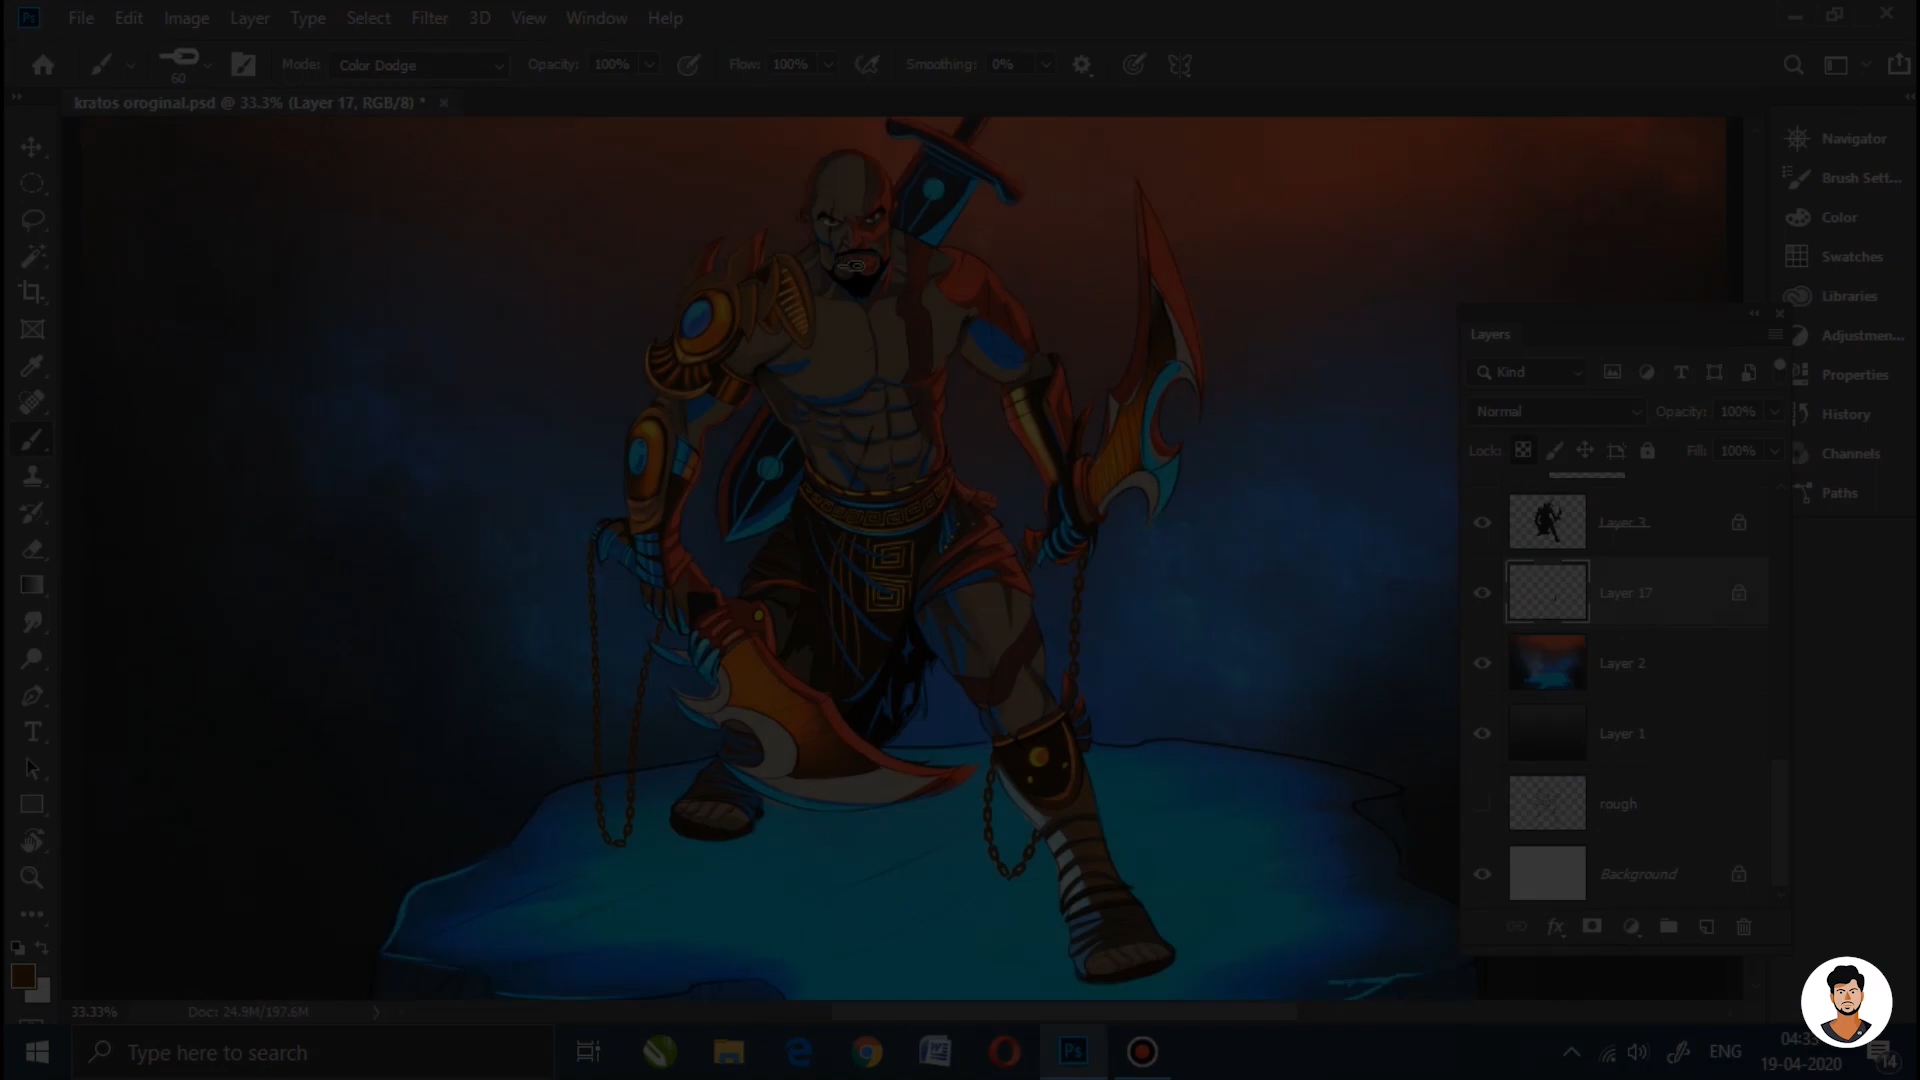 File Edit Image Layer Type Select Filter 3D View Window Help
60 Mode: Color Dodge Opacity: 100% Flow: 100% Smoothing: 0%
kratos oroginal.psd @ 33.3% (Layer 17, RGB/8) *
Navigator
Brush Sett...
Color
Swatches
Libraries
Adjustmen...
Properties
History
Channels
Paths
Layers
Kind
Normal Opacity: 100%
Lock: Fill: 100%
Layer 3
Layer 17
Layer 2
Layer 1
rough
Background
33.33% Doc: 24.9M/197.6M
Type here to search
ENG
19-04-2020
14